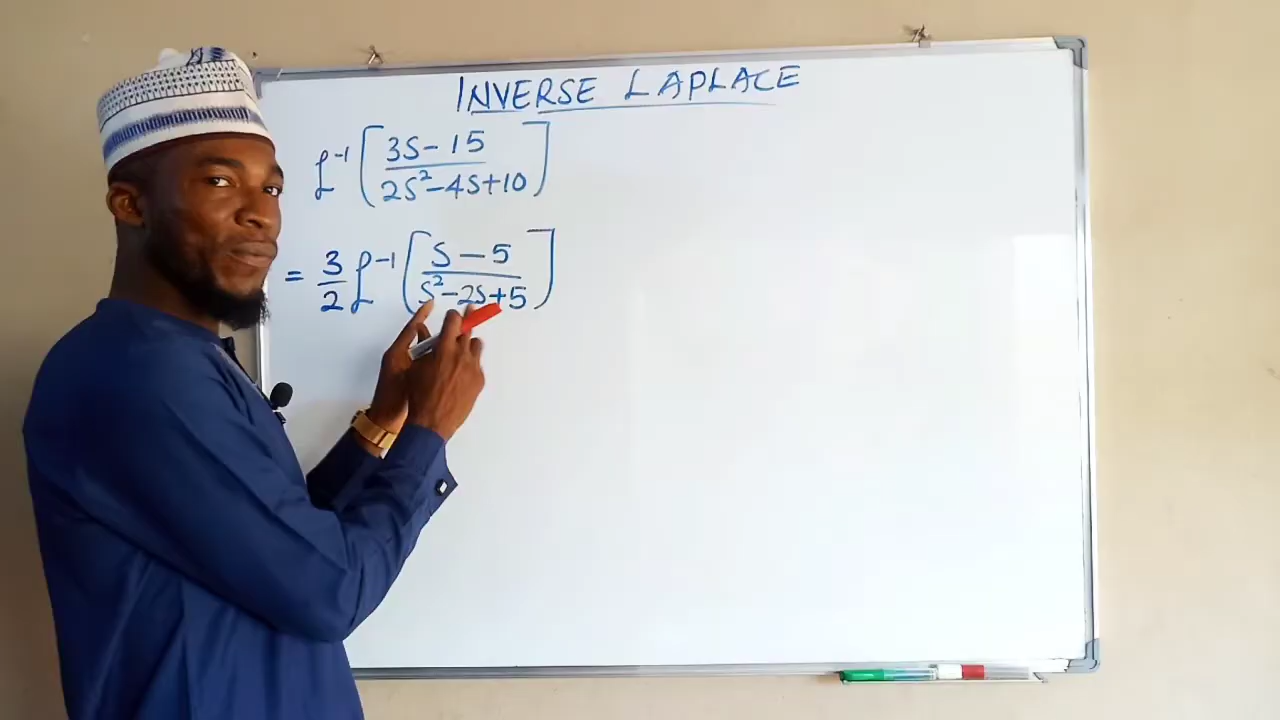 INVERSE LAPLACE
ℒ⁻¹[(3S-15)/(2S²-4S+10)]
= 3/2 ℒ⁻¹[(S-5)/(S²-2S+5)]